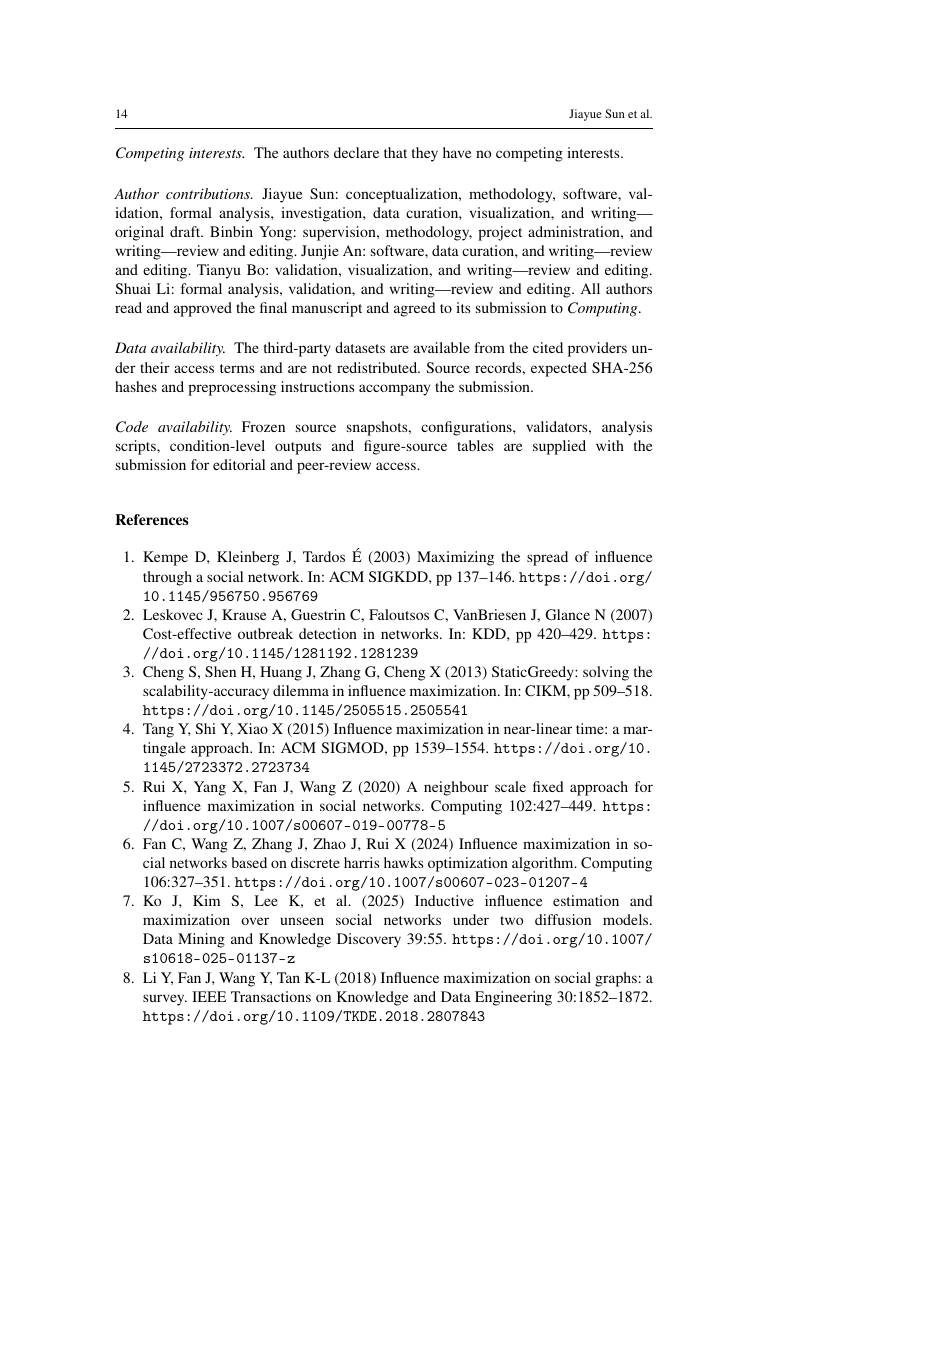 14
Jiayue Sun et al.
Competing interests. The authors declare that they have no competing interests.
Author contributions. Jiayue Sun: conceptualization, methodology, software, val-
idation, formal analysis, investigation, data curation, visualization, and writing—
original draft. Binbin Yong: supervision, methodology, project administration, and
writing—review and editing. Junjie An: software, data curation, and writing—review
and editing. Tianyu Bo: validation, visualization, and writing—review and editing.
Shuai Li: formal analysis, validation, and writing—review and editing. All authors
read and approved the final manuscript and agreed to its submission to Computing.
Data availability. The third-party datasets are available from the cited providers un-
der their access terms and are not redistributed. Source records, expected SHA-256
hashes and preprocessing instructions accompany the submission.
Code availability. Frozen source snapshots, configurations, validators, analysis
scripts, condition-level outputs and figure-source tables are supplied with the
submission for editorial and peer-review access.
References
1. Kempe D, Kleinberg J, Tardos É (2003) Maximizing the spread of influence
through a social network. In: ACM SIGKDD, pp 137–146. https://doi.org/
10.1145/956750.956769
2. Leskovec J, Krause A, Guestrin C, Faloutsos C, VanBriesen J, Glance N (2007)
Cost-effective outbreak detection in networks. In: KDD, pp 420–429. https:
//doi.org/10.1145/1281192.1281239
3. Cheng S, Shen H, Huang J, Zhang G, Cheng X (2013) StaticGreedy: solving the
scalability-accuracy dilemma in influence maximization. In: CIKM, pp 509–518.
https://doi.org/10.1145/2505515.2505541
4. Tang Y, Shi Y, Xiao X (2015) Influence maximization in near-linear time: a mar-
tingale approach. In: ACM SIGMOD, pp 1539–1554. https://doi.org/10.
1145/2723372.2723734
5. Rui X, Yang X, Fan J, Wang Z (2020) A neighbour scale fixed approach for
influence maximization in social networks. Computing 102:427–449. https:
//doi.org/10.1007/s00607-019-00778-5
6. Fan C, Wang Z, Zhang J, Zhao J, Rui X (2024) Influence maximization in so-
cial networks based on discrete harris hawks optimization algorithm. Computing
106:327–351. https://doi.org/10.1007/s00607-023-01207-4
7. Ko J, Kim S, Lee K, et al. (2025) Inductive influence estimation and
maximization over unseen social networks under two diffusion models.
Data Mining and Knowledge Discovery 39:55. https://doi.org/10.1007/
s10618-025-01137-z
8. Li Y, Fan J, Wang Y, Tan K-L (2018) Influence maximization on social graphs: a
survey. IEEE Transactions on Knowledge and Data Engineering 30:1852–1872.
https://doi.org/10.1109/TKDE.2018.2807843